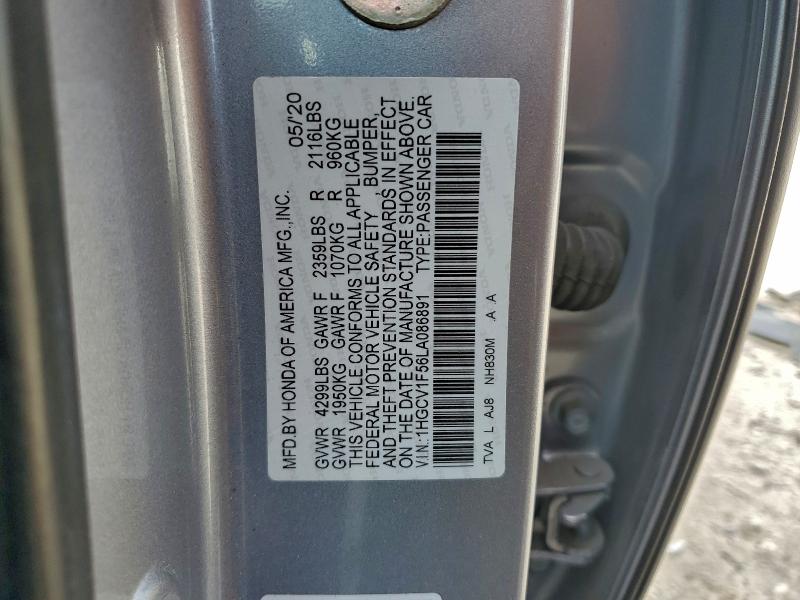 MFD.BY HONDA OF AMERICA MFG.,INC. 05/'20
GVWR 4299LBS GAWR F 2359LBS R 2116LBS
GVWR 1950KG GAWR F 1070KG R 960KG
THIS VEHICLE CONFORMS TO ALL APPLICABLE
FEDERAL MOTOR VEHICLE SAFETY , BUMPER,
AND THEFT PREVENTION STANDARDS IN EFFECT
ON THE DATE OF MANUFACTURE SHOWN ABOVE.
V.I.N.:1HGCV1F56LA086891 TYPE:PASSENGER CAR
TVA L AJ8 NH830M .A .A